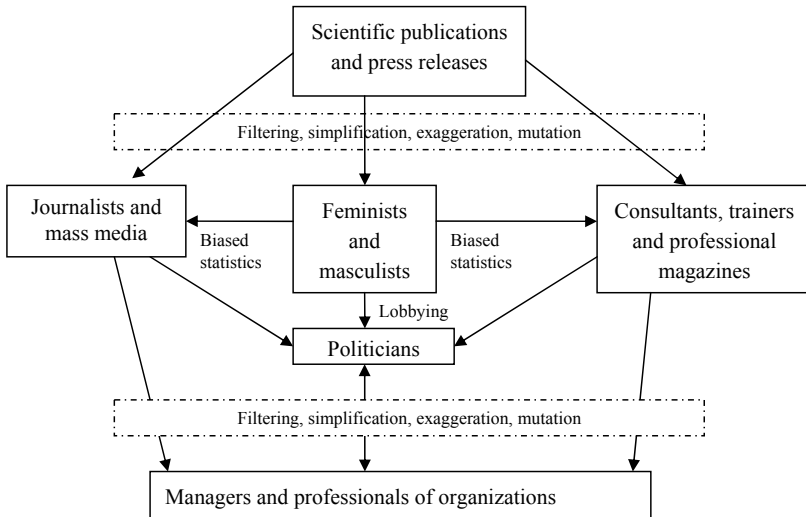 Scientific publications
and press releases
Filtering, simplification, exaggeration, mutation
Journalists and
mass media
Feminists
and
masculists
Consultants, trainers
and professional
magazines
Biased
statistics
Biased
statistics
Lobbying
Politicians
Filtering, simplification, exaggeration, mutation
Managers and professionals of organizations